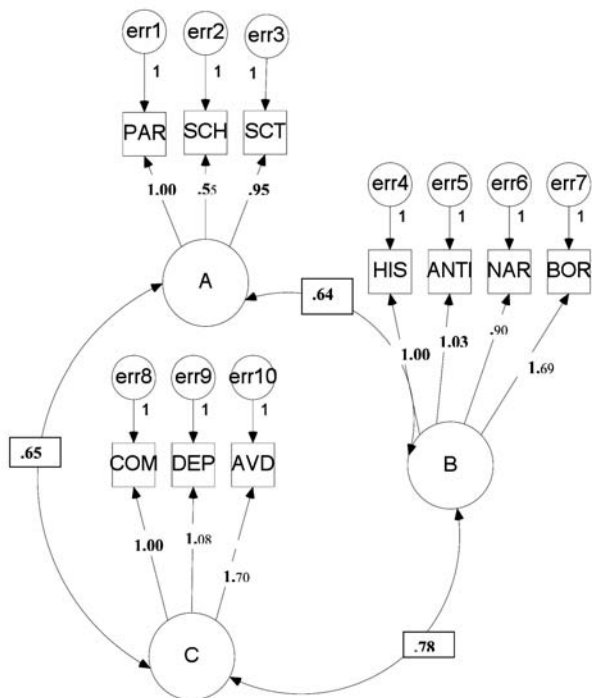 err1 err2 err3
1 1 1
PAR SCH SCT
1.00 .55 .95
A
err4 err5 err6 err7
1 1 1 1
HIS ANTI NAR BOR
.64
1.00 1.03 .90 1.69
err8 err9 err10
1 1 1
COM DEP AVD
.65
B
1.00 1.08 1.70
C
.78